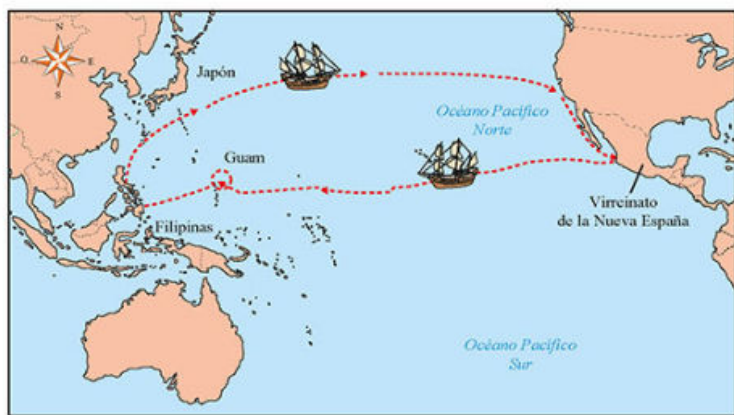 N
O E
S
Japón
Océano Pacífico
Norte
Guam
Filipinas
Virreinato
de la Nueva España
Océano Pacífico
Sur